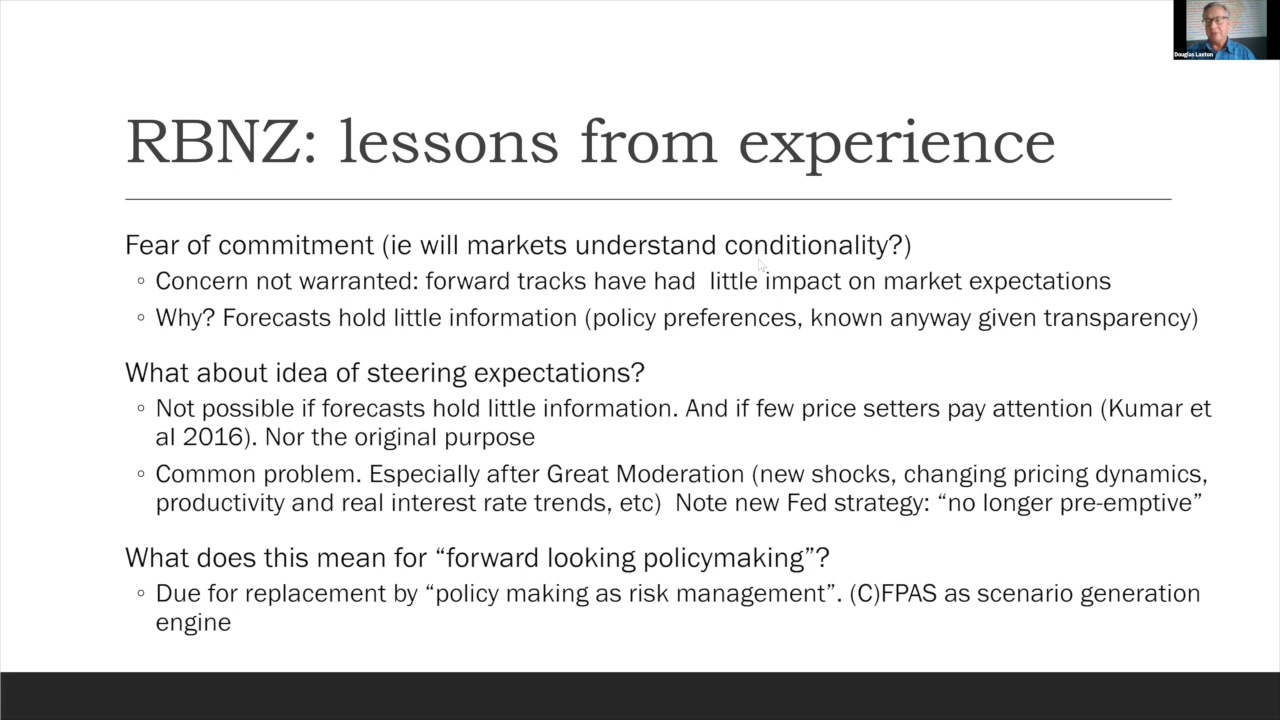 Douglas Laxton
RBNZ: lessons from experience
Fear of commitment (ie will markets understand conditionality?)
◦ Concern not warranted: forward tracks have had  little impact on market expectations
◦ Why? Forecasts hold little information (policy preferences, known anyway given transparency)
What about idea of steering expectations?
◦ Not possible if forecasts hold little information. And if few price setters pay attention (Kumar et
al 2016). Nor the original purpose
◦ Common problem. Especially after Great Moderation (new shocks, changing pricing dynamics,
productivity and real interest rate trends, etc)  Note new Fed strategy: “no longer pre-emptive”
What does this mean for “forward looking policymaking”?
◦ Due for replacement by “policy making as risk management”. (C)FPAS as scenario generation
engine